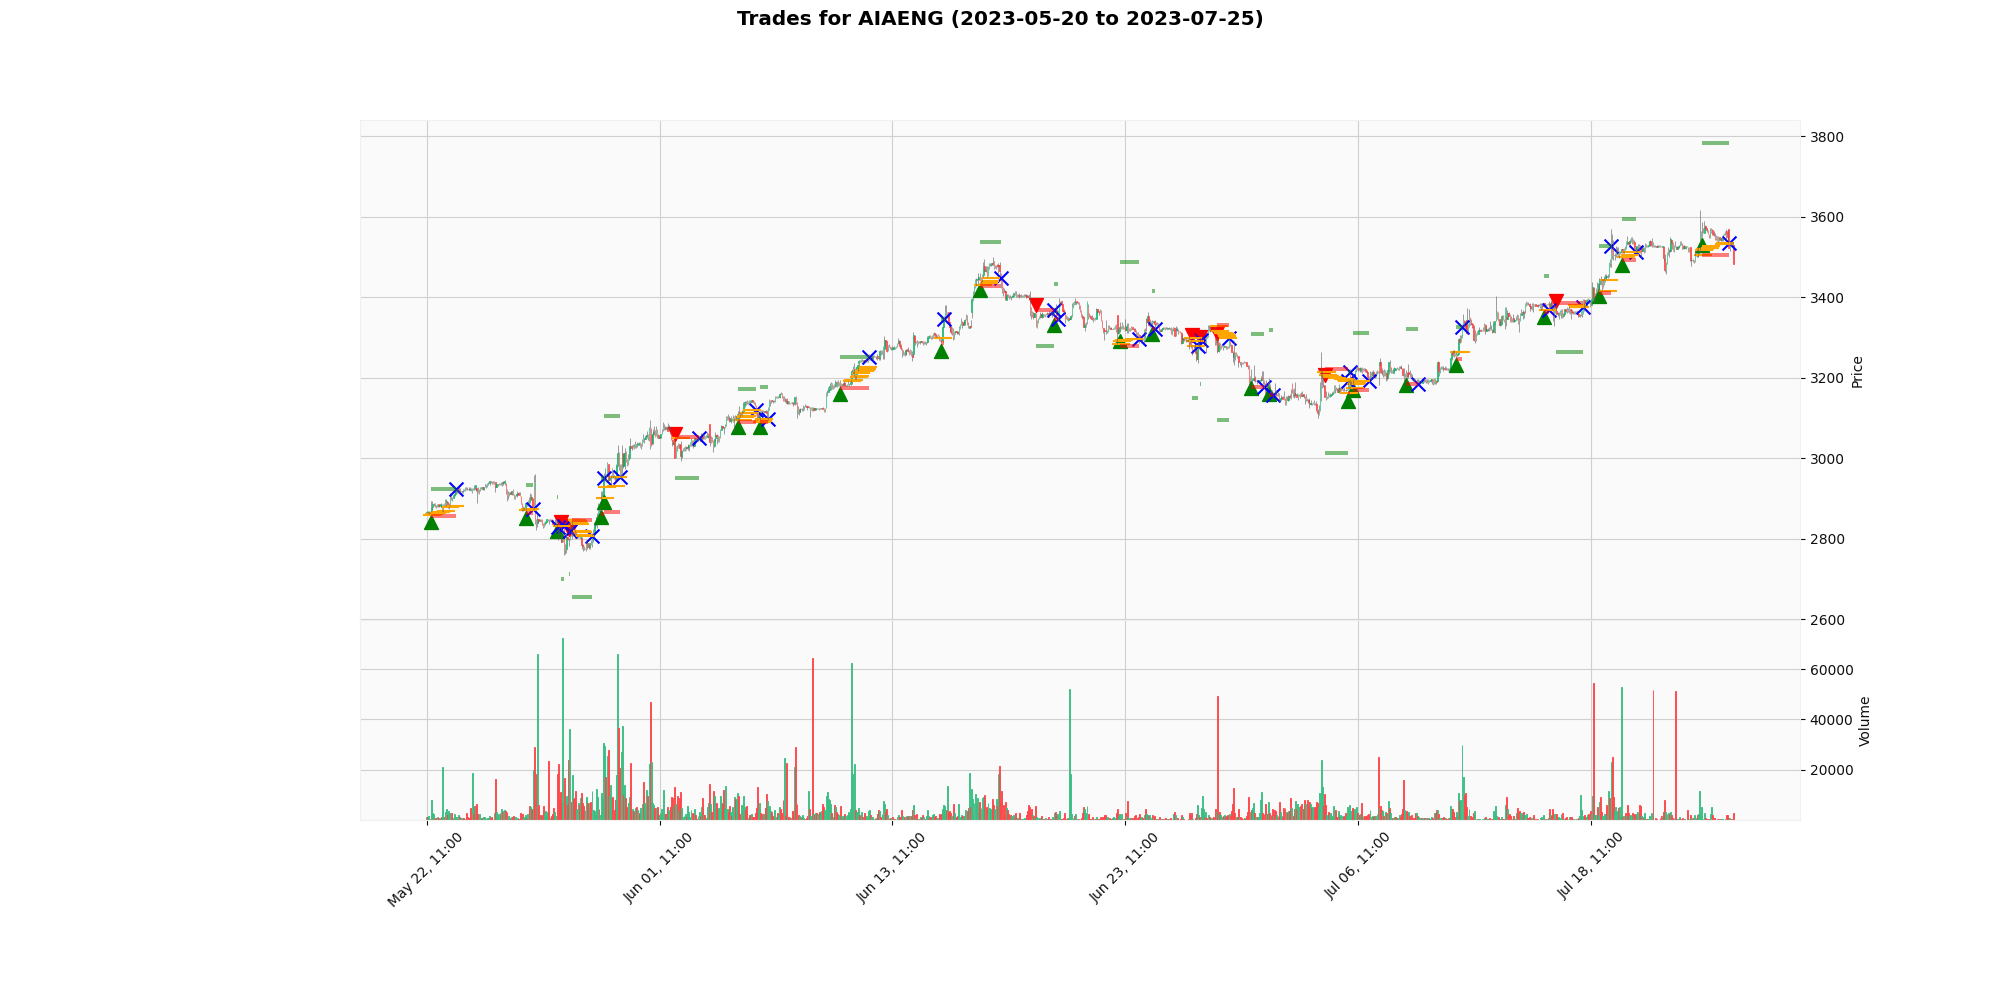 Trades for AIAENG (2023-05-20 to 2023-07-25)
3800
3600
3400
3200
3000
2800
2600
Price
60000
40000
20000
Volume
May 22, 11:00
Jun 01, 11:00
Jun 13, 11:00
Jun 23, 11:00
Jul 06, 11:00
Jul 18, 11:00